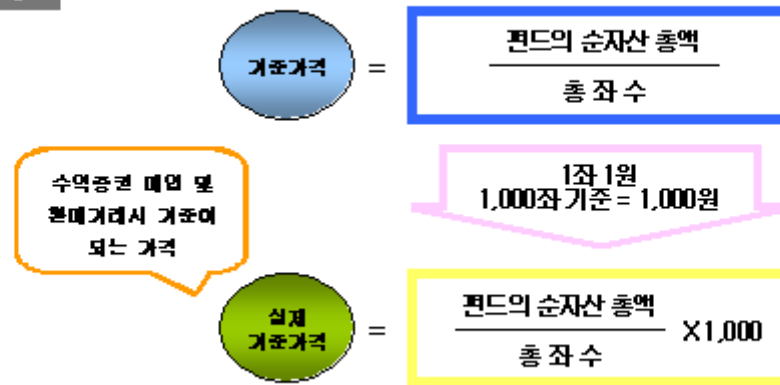 기준가격 = 펀드의 순자산 총액
총 좌 수
1좌 1원
1,000좌 기준 = 1,000원
수익증권 매입 및
환매거래시 기준이
되는 가격
실제
기준가격 = 펀드의 순자산 총액
총 좌 수 X1,000